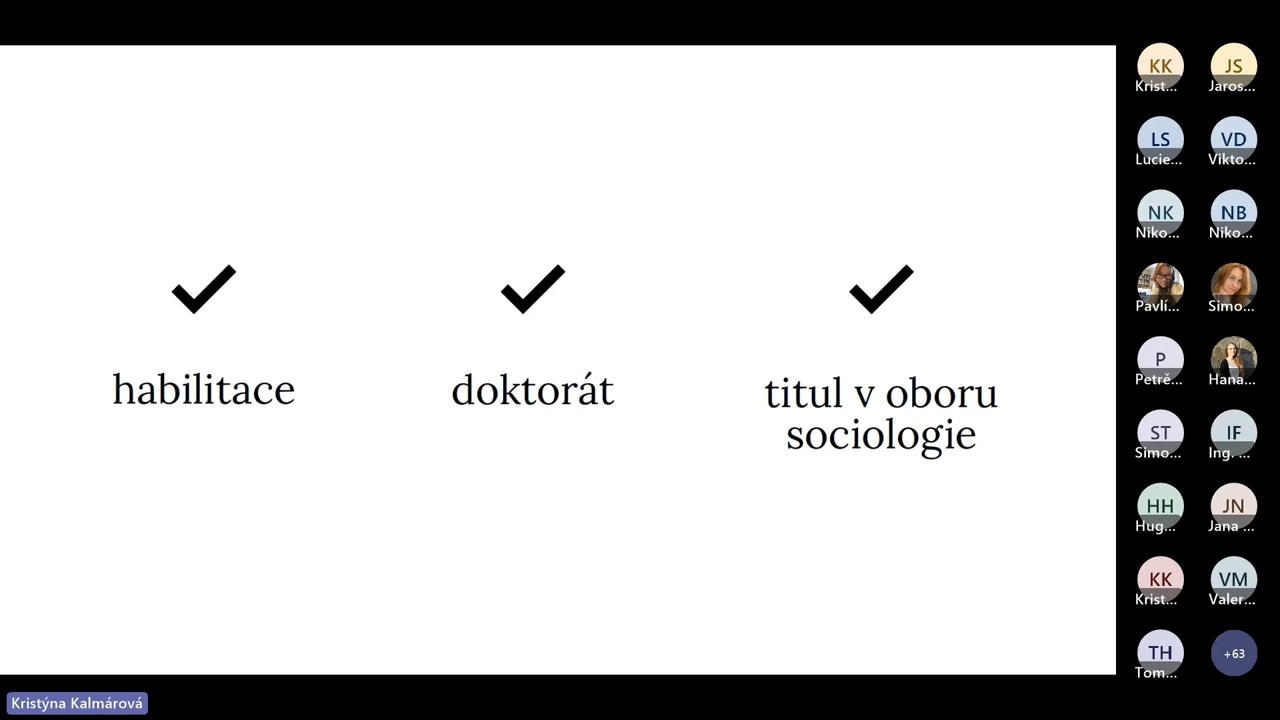 habilitace
doktorát
titul v oboru
sociologie
KK
Krist...
JS
Jaros...
LS
Lucie...
VD
Vikto...
NK
Niko...
NB
Niko...
Pavlí...
Simo...
P
Petrě...
Hana...
ST
Simo...
IF
Ing. ...
HH
Hug...
JN
Jana ...
KK
Krist...
VM
Valer...
TH
Tom...
+63
Kristýna Kalmárová